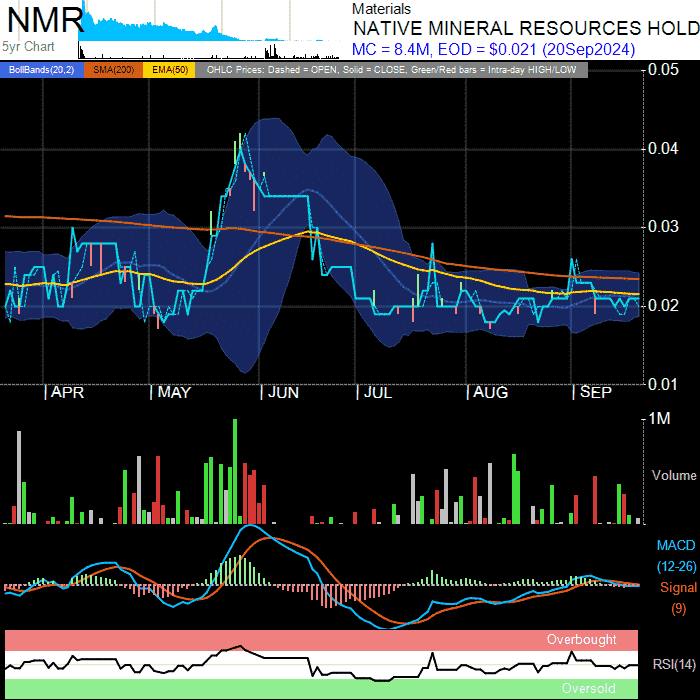 NMR
5yr Chart
Materials
NATIVE MINERAL RESOURCES HOLD
MC = 8.4M, EOD = $0.021 (20Sep2024)
BollBands(20,2) SMA(200) EMA(50) OHLC Prices: Dashed = OPEN, Solid = CLOSE, Green/Red bars = Intra-day HIGH/LOW
0.05
0.04
0.03
0.02
0.01
APR MAY JUN JUL AUG SEP
1M
Volume
MACD
(12-26)
Signal
(9)
Overbought
RSI(14)
Oversold